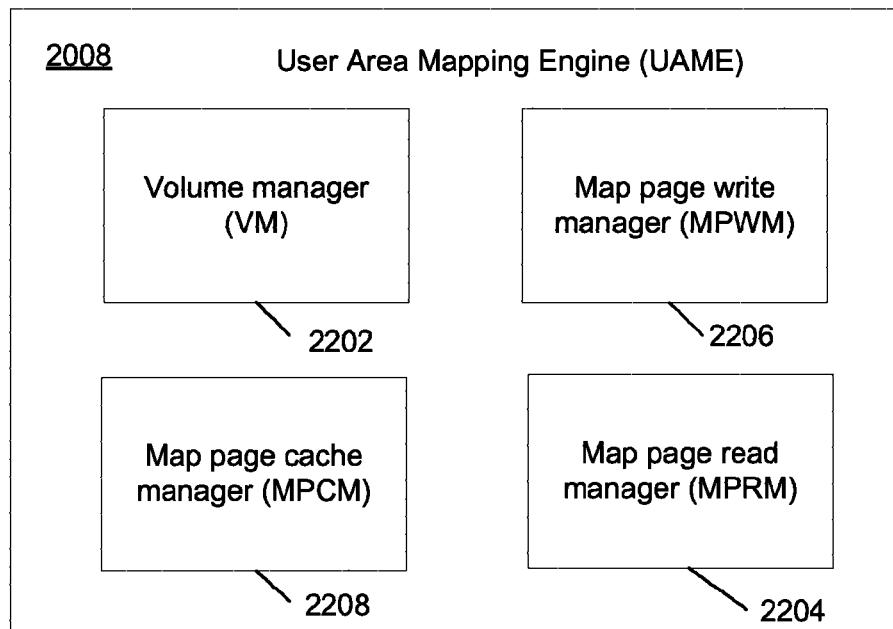 2008
User Area Mapping Engine (UAME)
Volume manager
(VM)
2202
Map page write
manager (MPWM)
2206
Map page cache
manager (MPCM)
2208
Map page read
manager (MPRM)
2204